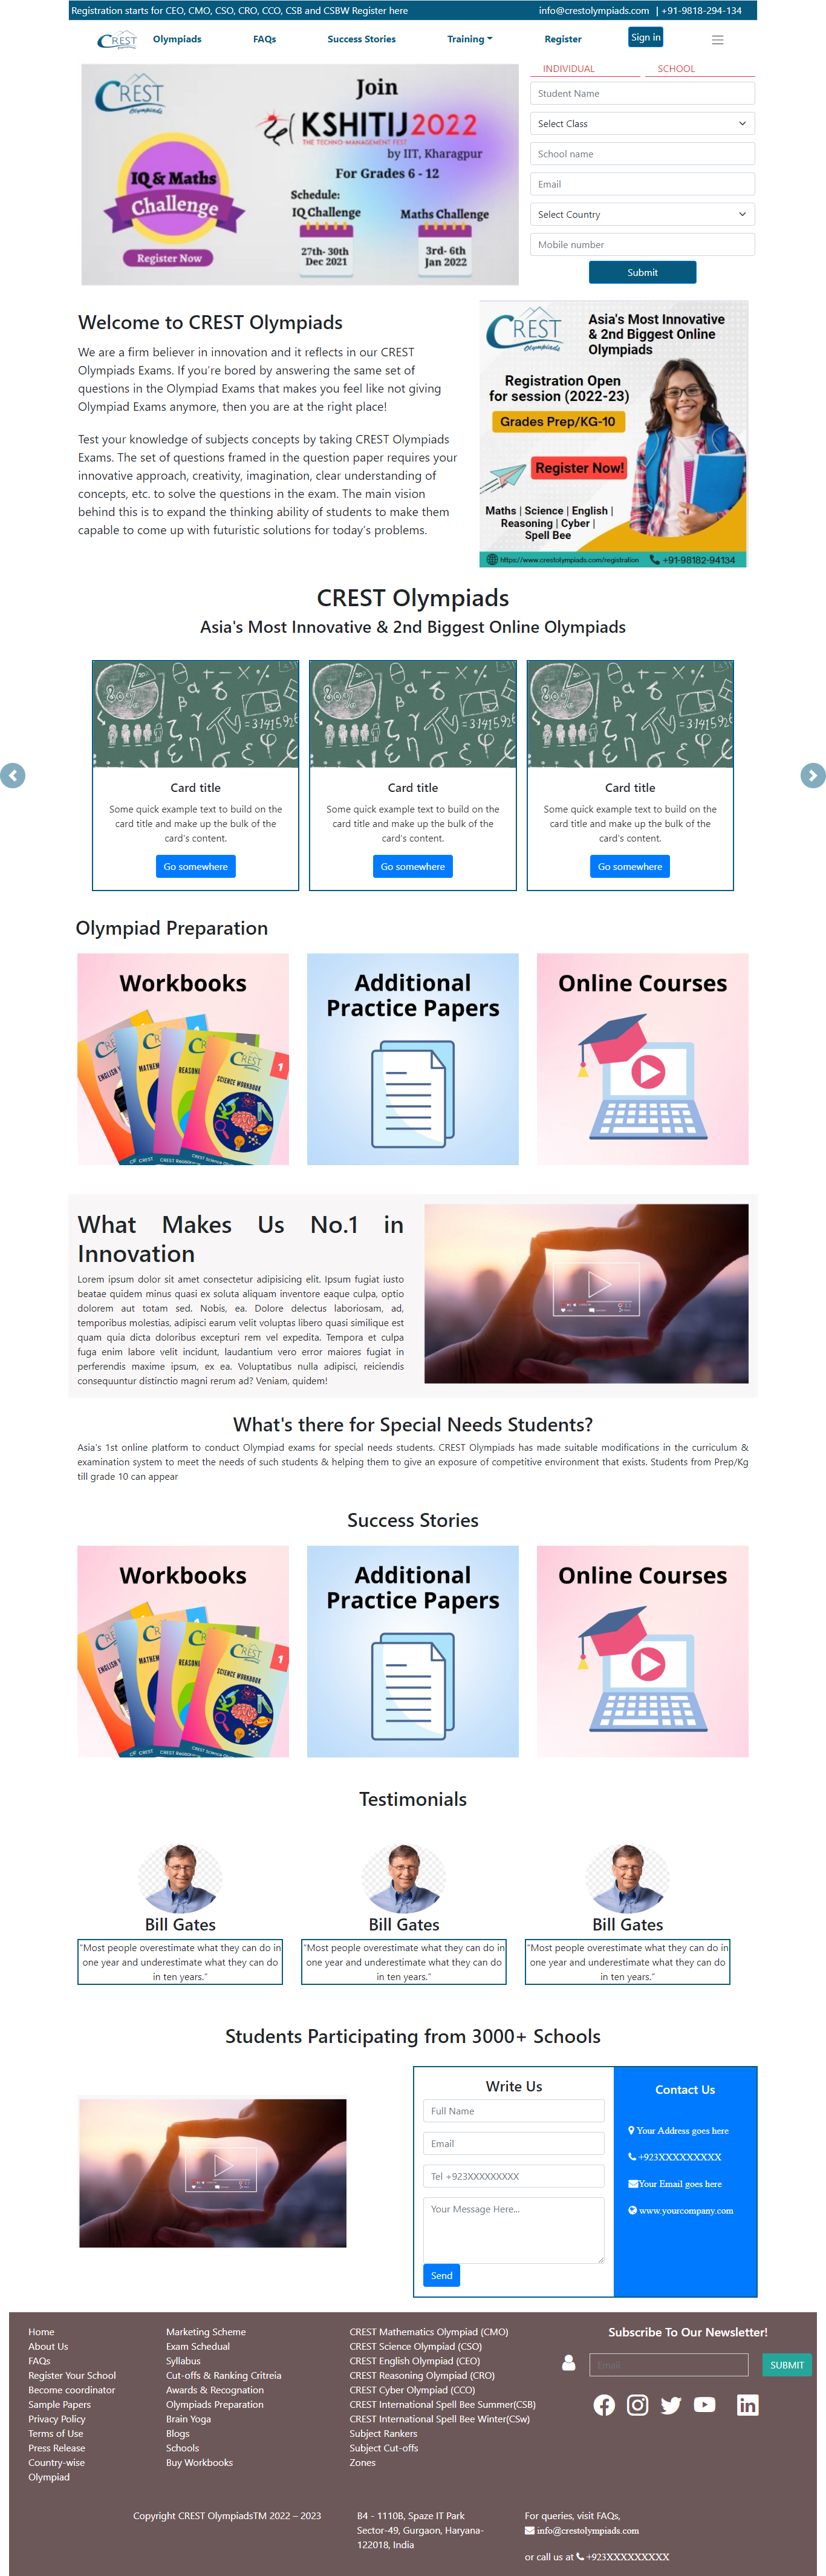 Registration starts for CEO, CMO, CSO, CRO, CCO, CSB and CSBW Register here
info@crestolympiads.com | +91-9818-294-134
CREST Olympiads FAQs Success Stories Training Register Sign in
INDIVIDUAL SCHOOL
CREST
Olympiads
Join
KSHITIJ2022
THE TECHNO-MANAGEMENT FEST
by IIT, Kharagpur
For Grades 6 - 12
IQ & Maths
Challenge
Register Now
Schedule:
IQ Challenge
27th- 30th
Dec 2021
Maths Challenge
3rd- 6th
Jan 2022
Student Name
Select Class
School name
Email
Select Country
Mobile number
Submit
Welcome to CREST Olympiads
We are a firm believer in innovation and it reflects in our CREST
Olympiads Exams. If you're bored by answering the same set of
questions in the Olympiad Exams that makes you feel like not giving
Olympiad Exams anymore, then you are at the right place!
Test your knowledge of subjects concepts by taking CREST Olympiads
Exams. The set of questions framed in the question paper requires your
innovative approach, creativity, imagination, clear understanding of
concepts, etc. to solve the questions in the exam. The main vision
behind this is to expand the thinking ability of students to make them
capable to come up with futuristic solutions for today's problems.
CREST
Olympiads
Asia's Most Innovative
& 2nd Biggest Online
Olympiads
Registration Open
for session (2022-23)
Grades Prep/KG-10
Register Now!
Maths | Science | English |
Reasoning | Cyber |
Spell Bee
https://www.crestolympiads.com/registration +91-98182-94134
CREST Olympiads
Asia's Most Innovative & 2nd Biggest Online Olympiads
Card title
Some quick example text to build on the
card title and make up the bulk of the
card's content.
Go somewhere
Card title
Some quick example text to build on the
card title and make up the bulk of the
card's content.
Go somewhere
Card title
Some quick example text to build on the
card title and make up the bulk of the
card's content.
Go somewhere
Olympiad Preparation
Workbooks
CREST
SCIENCE WORKBOOK
1
Additional
Practice Papers
Online Courses
What Makes Us No.1 in
Innovation
Lorem ipsum dolor sit amet consectetur adipisicing elit. Ipsum fugiat iusto
beatae quidem minus quasi ex soluta aliquam inventore eaque culpa, optio
dolorem aut totam sed. Nobis, ea. Dolore delectus laboriosam, ad,
temporibus molestias, adipisci earum velit voluptas libero quasi similique est
quam quia dicta doloribus excepturi rem vel expedita. Tempora et culpa
fuga enim labore velit incidunt, laudantium vero error maiores fugiat in
perferendis maxime ipsum, ex ea. Voluptatibus nulla adipisci, reiciendis
consequuntur distinctio magni rerum ad? Veniam, quidem!
What's there for Special Needs Students?
Asia's 1st online platform to conduct Olympiad exams for special needs students. CREST Olympiads has made suitable modifications in the curriculum &
examination system to meet the needs of such students & helping them to give an exposure of competitive environment that exists. Students from Prep/Kg
till grade 10 can appear
Success Stories
Workbooks
CREST
SCIENCE WORKBOOK
1
Additional
Practice Papers
Online Courses
Testimonials
Bill Gates
"Most people overestimate what they can do in
one year and underestimate what they can do
in ten years."
Bill Gates
"Most people overestimate what they can do in
one year and underestimate what they can do
in ten years."
Bill Gates
"Most people overestimate what they can do in
one year and underestimate what they can do
in ten years."
Students Participating from 3000+ Schools
Write Us
Full Name
Email
Tel +923XXXXXXXXX
Your Message Here...
Send
Contact Us
Your Address goes here
+923XXXXXXXXX
Your Email goes here
www.yourcompany.com
Home
About Us
FAQs
Register Your School
Become coordinator
Sample Papers
Privacy Policy
Terms of Use
Press Release
Country-wise
Olympiad
Marketing Scheme
Exam Schedual
Syllabus
Cut-offs & Ranking Critreia
Awards & Recognation
Olympiads Preparation
Brain Yoga
Blogs
Schools
Buy Workbooks
CREST Mathematics Olympiad (CMO)
CREST Science Olympiad (CSO)
CREST English Olympiad (CEO)
CREST Reasoning Olympiad (CRO)
CREST Cyber Olympiad (CCO)
CREST International Spell Bee Summer(CSB)
CREST International Spell Bee Winter(CSw)
Subject Rankers
Subject Cut-offs
Zones
Subscribe To Our Newsletter!
Email
SUBMIT
Copyright CREST OlympiadsTM 2022 – 2023
B4 - 1110B, Spaze IT Park
Sector-49, Gurgaon, Haryana-
122018, India
For queries, visit FAQs,
info@crestolympiads.com
or call us at +923XXXXXXXXX